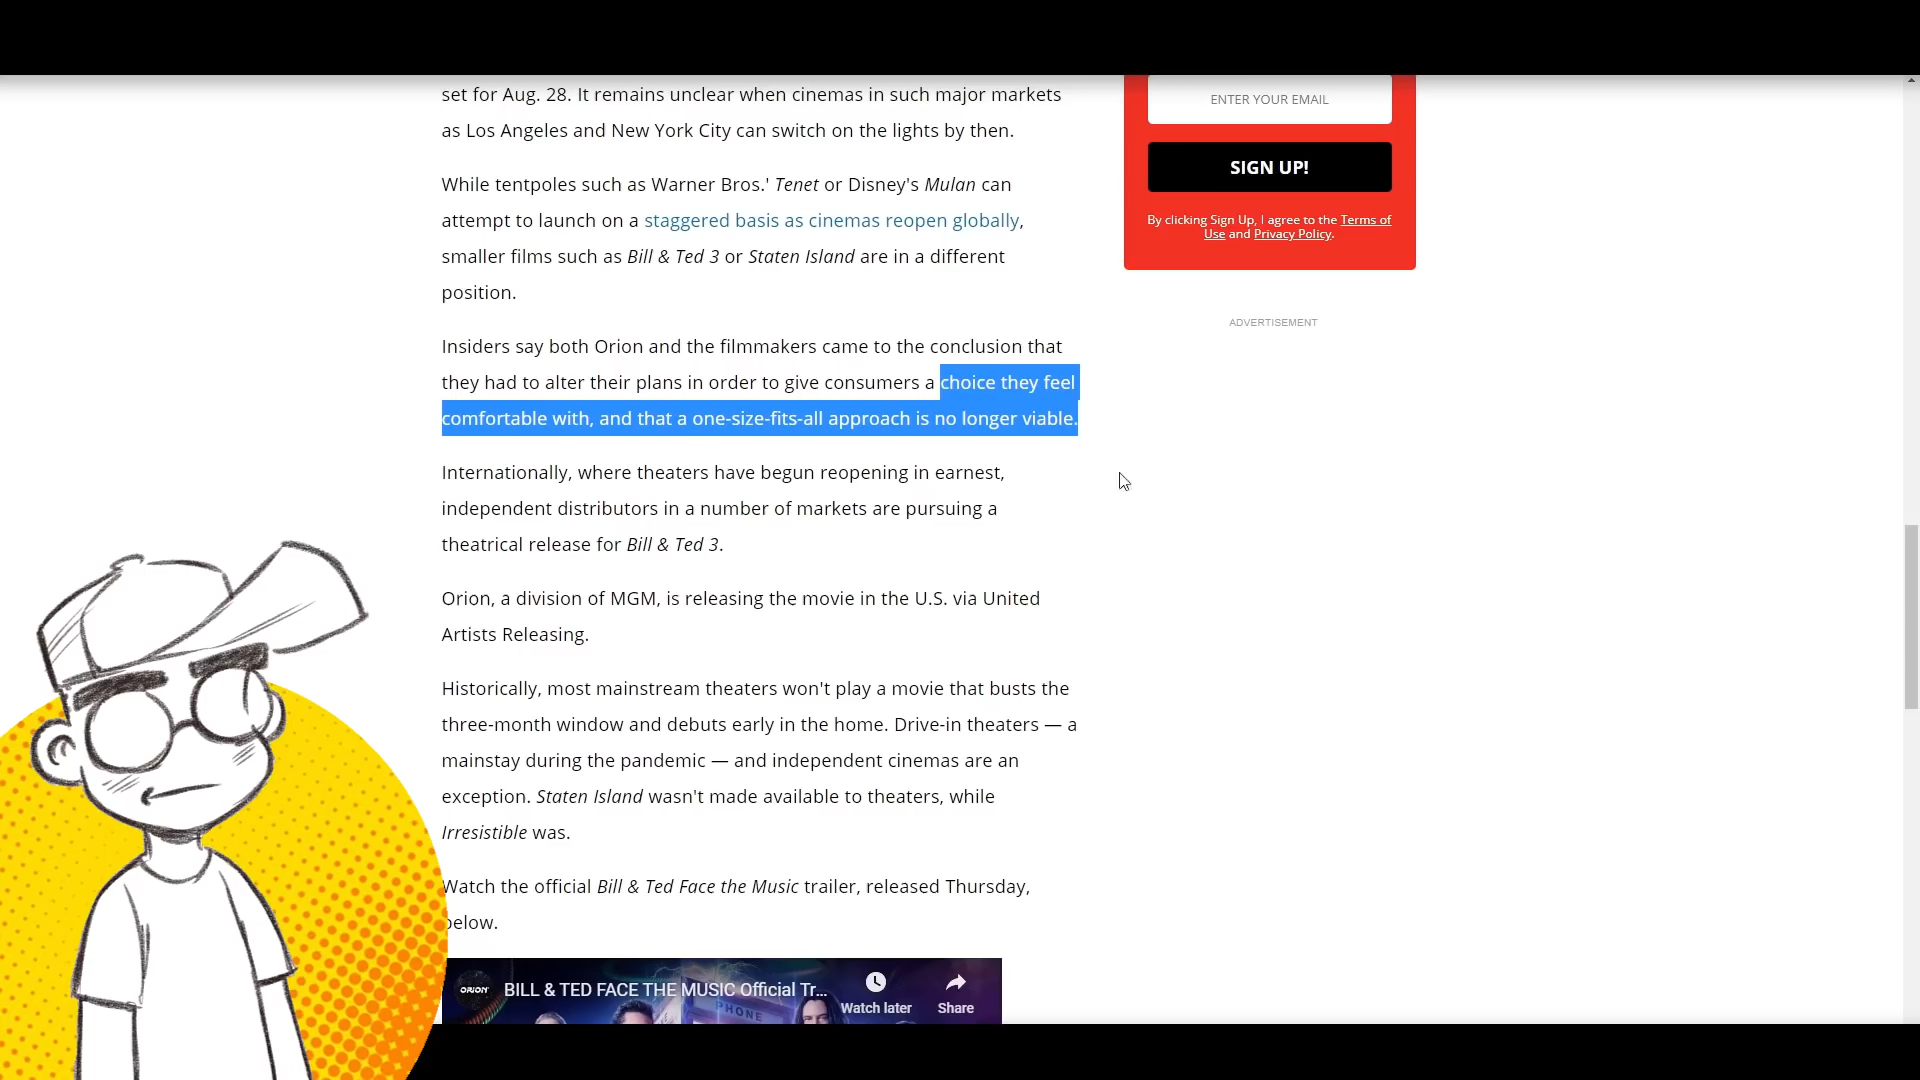 set for Aug. 28. It remains unclear when cinemas in such major markets
as Los Angeles and New York City can switch on the lights by then.
While tentpoles such as Warner Bros.' Tenet or Disney's Mulan can
attempt to launch on a staggered basis as cinemas reopen globally,
smaller films such as Bill & Ted 3 or Staten Island are in a different
position.
Insiders say both Orion and the filmmakers came to the conclusion that
they had to alter their plans in order to give consumers a choice they feel
comfortable with, and that a one-size-fits-all approach is no longer viable.
Internationally, where theaters have begun reopening in earnest,
independent distributors in a number of markets are pursuing a
theatrical release for Bill & Ted 3.
Orion, a division of MGM, is releasing the movie in the U.S. via United
Artists Releasing.
Historically, most mainstream theaters won't play a movie that busts the
three-month window and debuts early in the home. Drive-in theaters — a
mainstay during the pandemic — and independent cinemas are an
exception. Staten Island wasn't made available to theaters, while
Irresistible was.
Watch the official Bill & Ted Face the Music trailer, released Thursday,
below.
ORION
BILL & TED FACE THE MUSIC Official Tr...
Watch later
Share
PHONE
ENTER YOUR EMAIL
SIGN UP!
By clicking Sign Up, I agree to the Terms of
Use and Privacy Policy.
ADVERTISEMENT